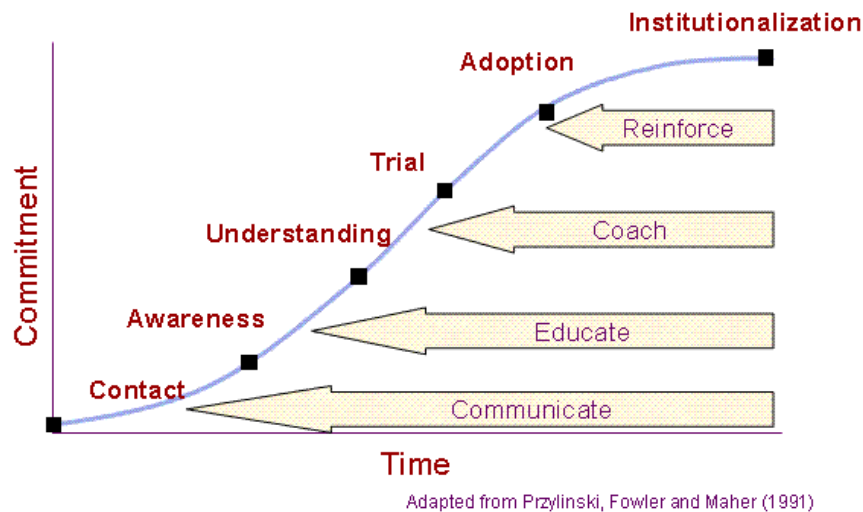 Institutionalization
Adoption
Reinforce
Trial
Coach
Understanding
Awareness
Educate
Contact
Communicate
Commitment
Time
Adapted from Przylinski, Fowler and Maher (1991)